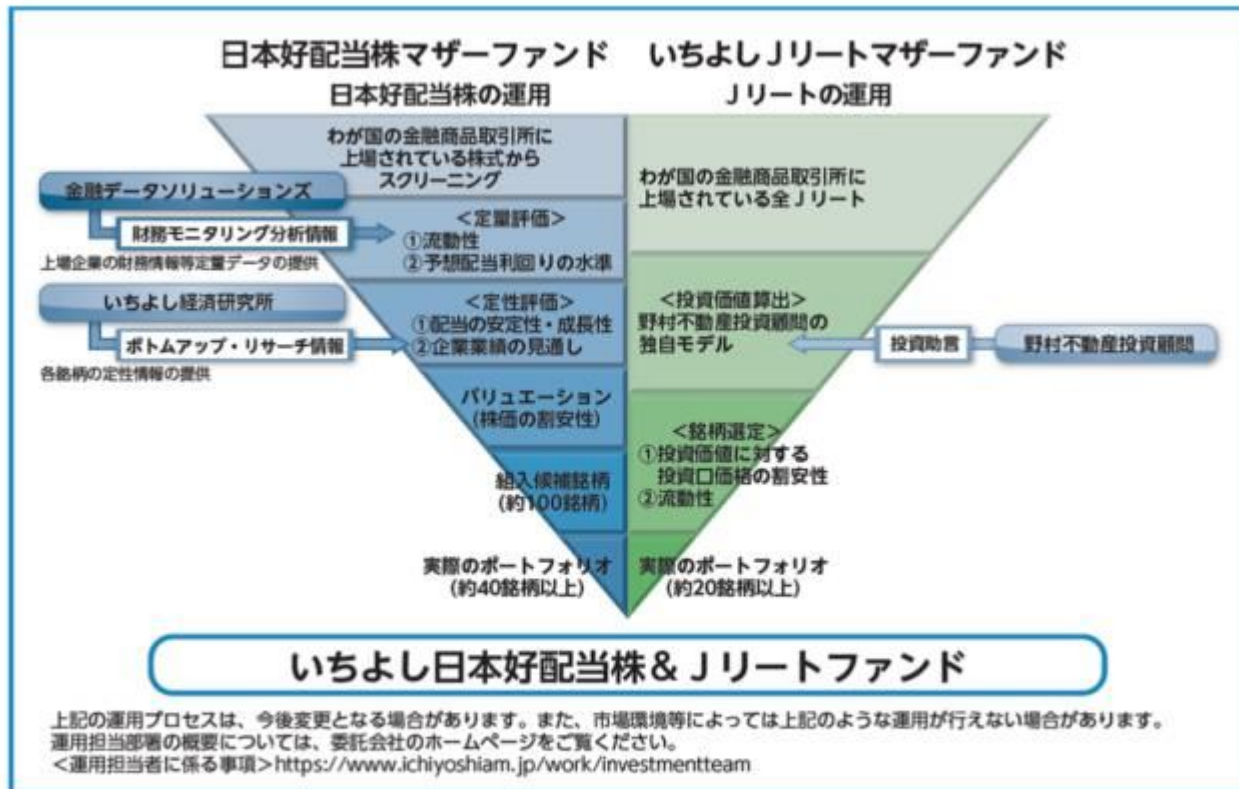 日本好配当株マザーファンド
日本好配当株の運用
わが国の金融商品取引所に
上場されている株式から
スクリーニング
金融データソリューションズ
財務モニタリング分析情報
上場企業の財務情報等定量データの提供
＜定量評価＞
①流動性
②予想配当利回りの水準
いちよし経済研究所
ボトムアップ・リサーチ情報
各銘柄の定性情報の提供
＜定性評価＞
①配当の安定性・成長性
②企業業績の見通し
バリュエーション
(株価の割安性)
組入候補銘柄
(約100銘柄)
実際のポートフォリオ
(約40銘柄以上)
いちよしＪリートマザーファンド
Ｊリートの運用
わが国の金融商品取引所に
上場されている全Ｊリート
＜投資価値算出＞
野村不動産投資顧問の
独自モデル
投資助言
野村不動産投資顧問
＜銘柄選定＞
①投資価値に対する
投資口価格の割安性
②流動性
実際のポートフォリオ
(約20銘柄以上)
いちよし日本好配当株＆Ｊリートファンド
上記の運用プロセスは、今後変更となる場合があります。また、市場環境等によっては上記のような運用が行えない場合があります。
運用担当部署の概要については、委託会社のホームページをご覧ください。
＜運用担当者に係る事項＞https://www.ichiyoshiam.jp/work/investmentteam